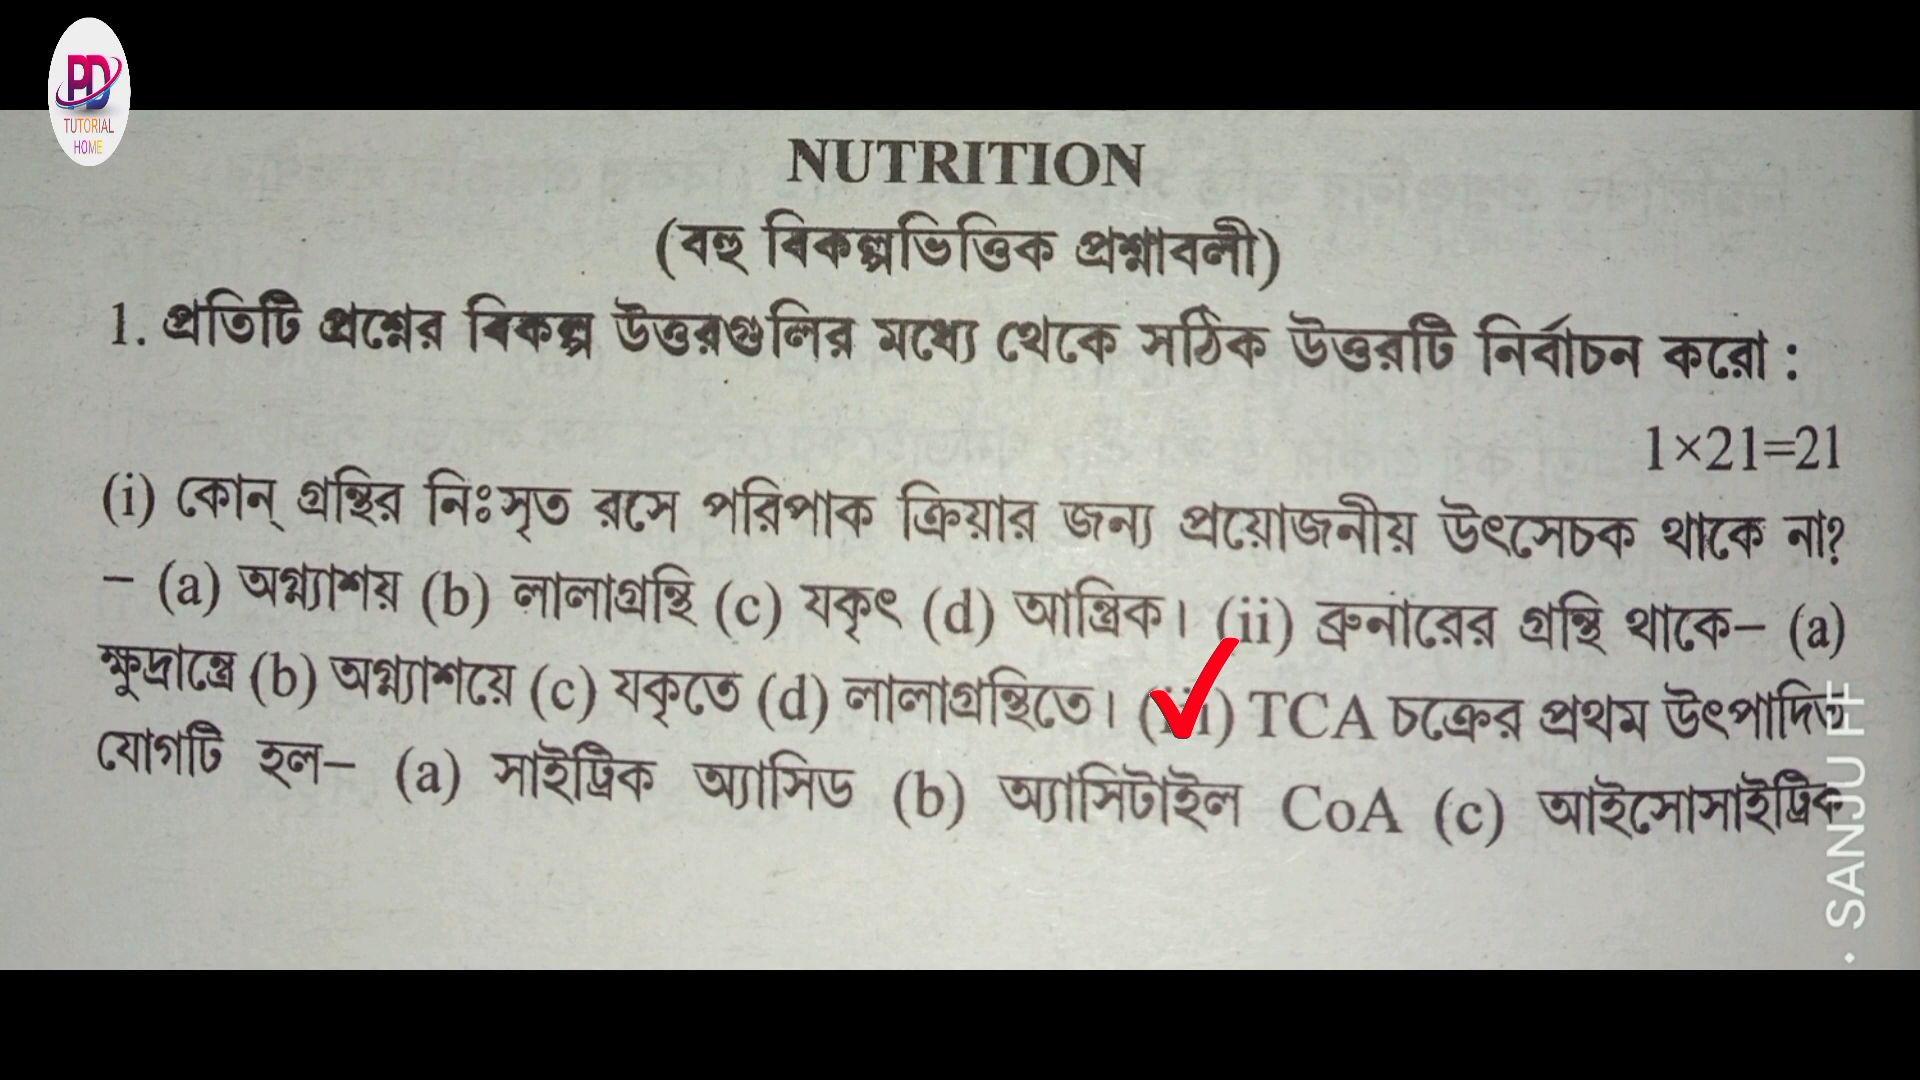 PD
TUTORIAL
HOME
NUTRITION
(বহু বিকল্পভিত্তিক প্রশ্নাবলী)
1. প্রতিটি প্রশ্নের বিকল্প উত্তরগুলির মধ্যে থেকে সঠিক উত্তরটি নির্বাচন করো :
1×21=21
(i) কোন্ গ্রন্থির নিঃসৃত রসে পরিপাক ক্রিয়ার জন্য প্রয়োজনীয় উৎসেচক থাকে না?
– (a) অগ্ন্যাশয় (b) লালাগ্রন্থি (c) যকৃৎ (d) আন্ত্রিক। (ii) ব্রুনারের গ্রন্থি থাকে– (a)
ক্ষুদ্রান্ত্রে (b) অগ্ন্যাশয়ে (c) যকৃতে (d) লালাগ্রন্থিতে। (iii) TCA চক্রের প্রথম উৎপাদিত
যোগটি হল– (a) সাইট্রিক অ্যাসিড (b) অ্যাসিটাইল CoA (c) আইসোসাইট্রিক
SANJU FF